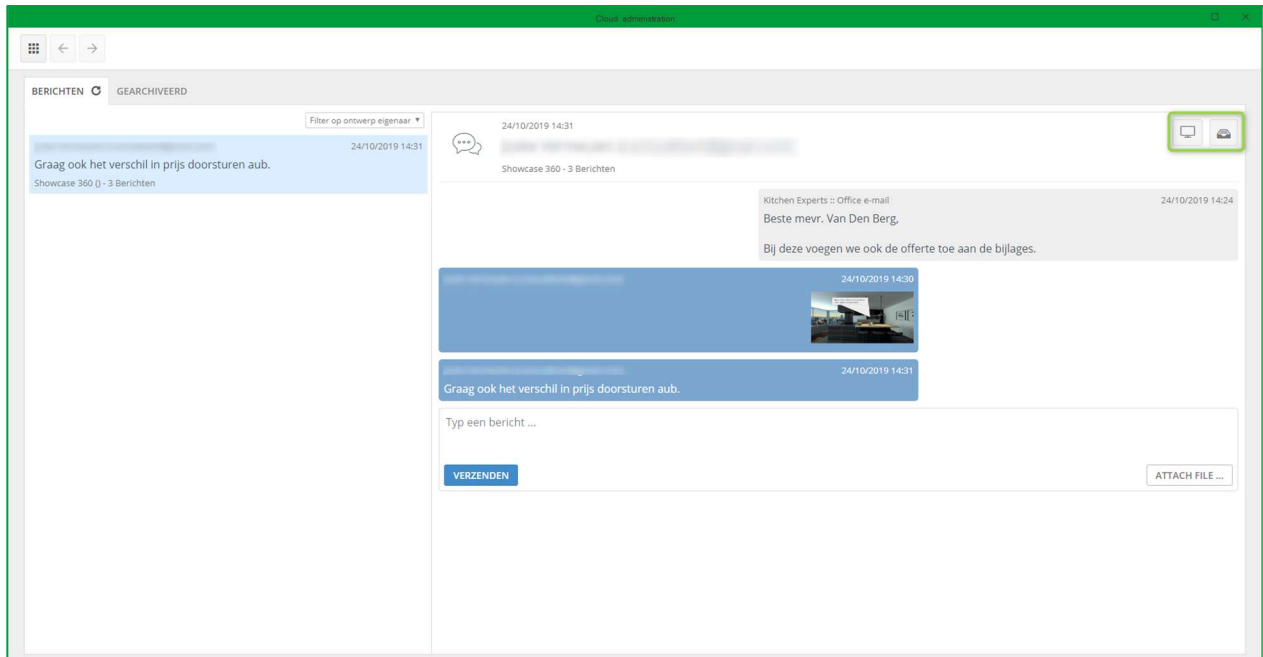 Cloud administration
BERICHTEN
GEARCHIVEERD
Filter op ontwerp eigenaar
24/10/2019 14:31
Graag ook het verschil in prijs doorsturen aub.
Showcase 360 () - 3 Berichten
24/10/2019 14:31
Showcase 360 - 3 Berichten
Kitchen Experts :: Office e-mail 24/10/2019 14:24
Beste mevr. Van Den Berg,
Bij deze voegen we ook de offerte toe aan de bijlages.
24/10/2019 14:30
24/10/2019 14:31
Graag ook het verschil in prijs doorsturen aub.
Typ een bericht ...
VERZENDEN
ATTACH FILE ...